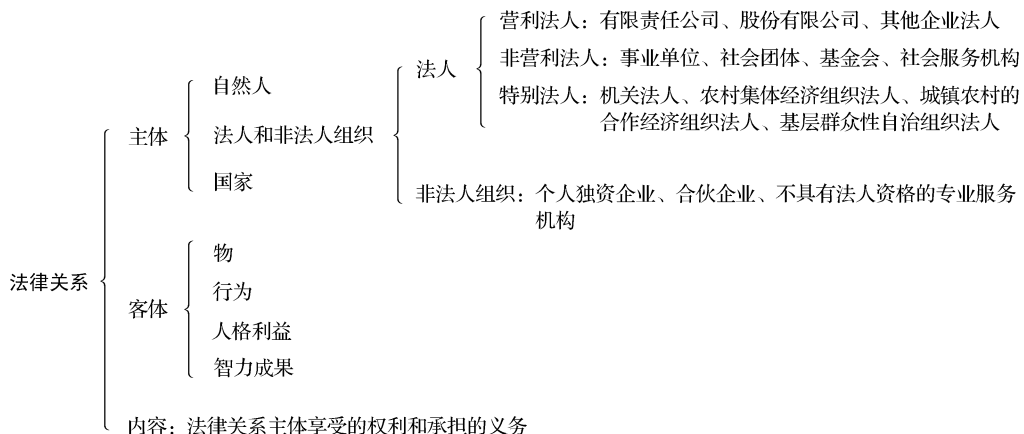 法律关系
主体
自然人
法人和非法人组织
法人
营利法人：有限责任公司、股份有限公司、其他企业法人
非营利法人：事业单位、社会团体、基金会、社会服务机构
特别法人：机关法人、农村集体经济组织法人、城镇农村的
合作经济组织法人、基层群众性自治组织法人
非法人组织：个人独资企业、合伙企业、不具有法人资格的专业服务
机构
国家
客体
物
行为
人格利益
智力成果
内容：法律关系主体享受的权利和承担的义务